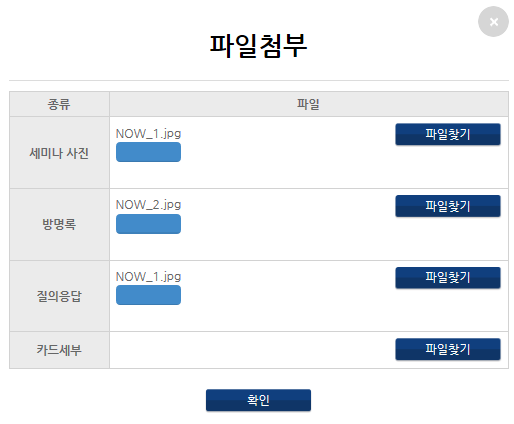 파일첨부
종류 파일
세미나 사진 NOW_1.jpg 파일찾기
방명록 NOW_2.jpg 파일찾기
질의응답 NOW_1.jpg 파일찾기
카드세부 파일찾기
확인